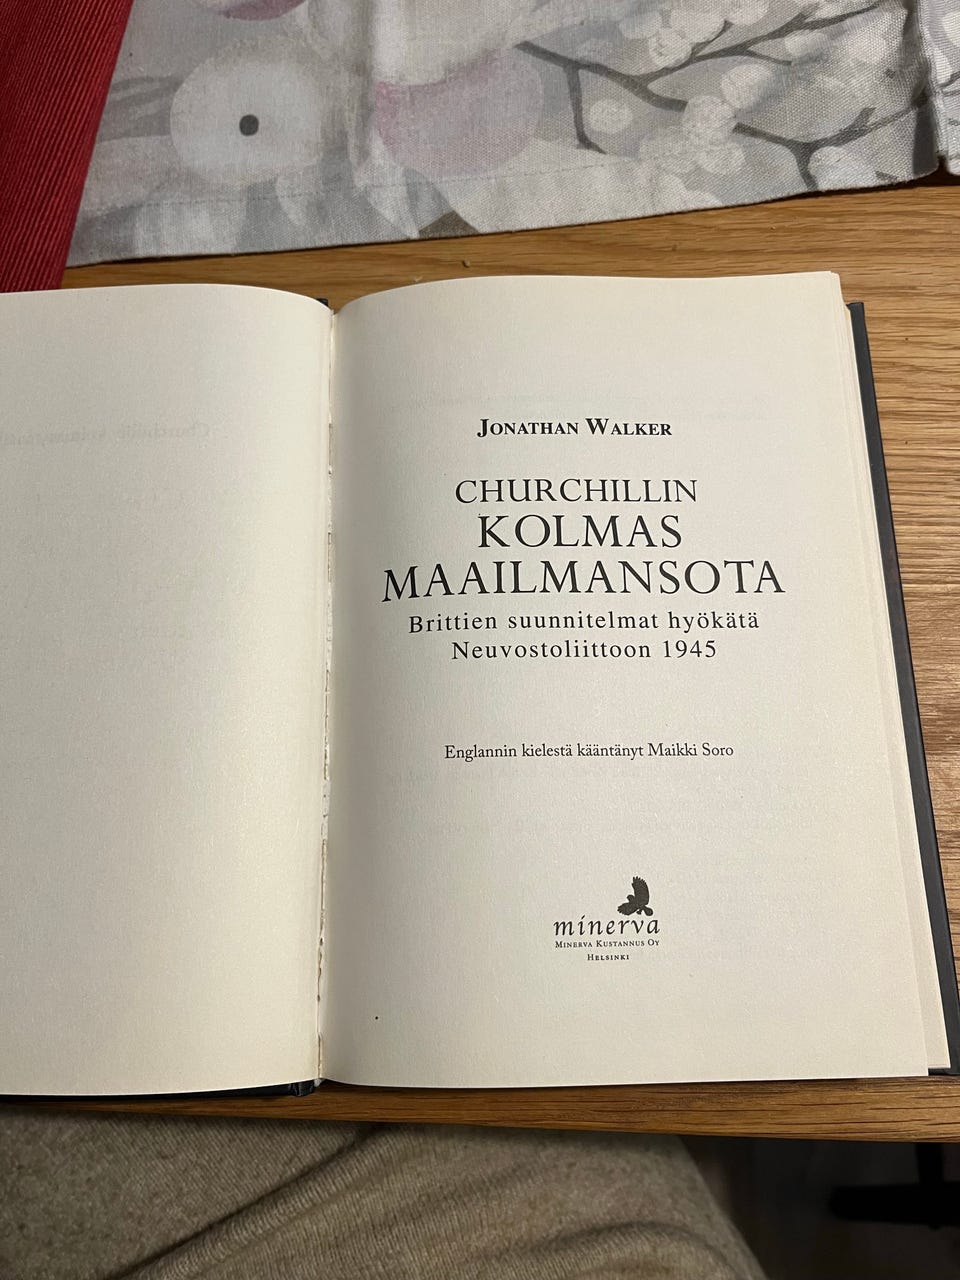 JONATHAN WALKER
CHURCHILLIN
KOLMAS
MAAILMANSOTA
Brittien suunnitelmat hyökätä
Neuvostoliittoon 1945
Englannin kielestä kääntänyt Maikki Soro
minerva
MINERVA KUSTANNUS OY
HELSINKI